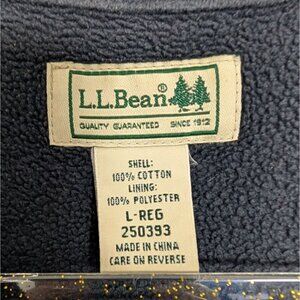 L.L.Bean®
QUALITY GUARANTEED SINCE 1912
SHELL:
100% COTTON
LINING:
100% POLYESTER
L-REG
250393
MADE IN CHINA
CARE ON REVERSE